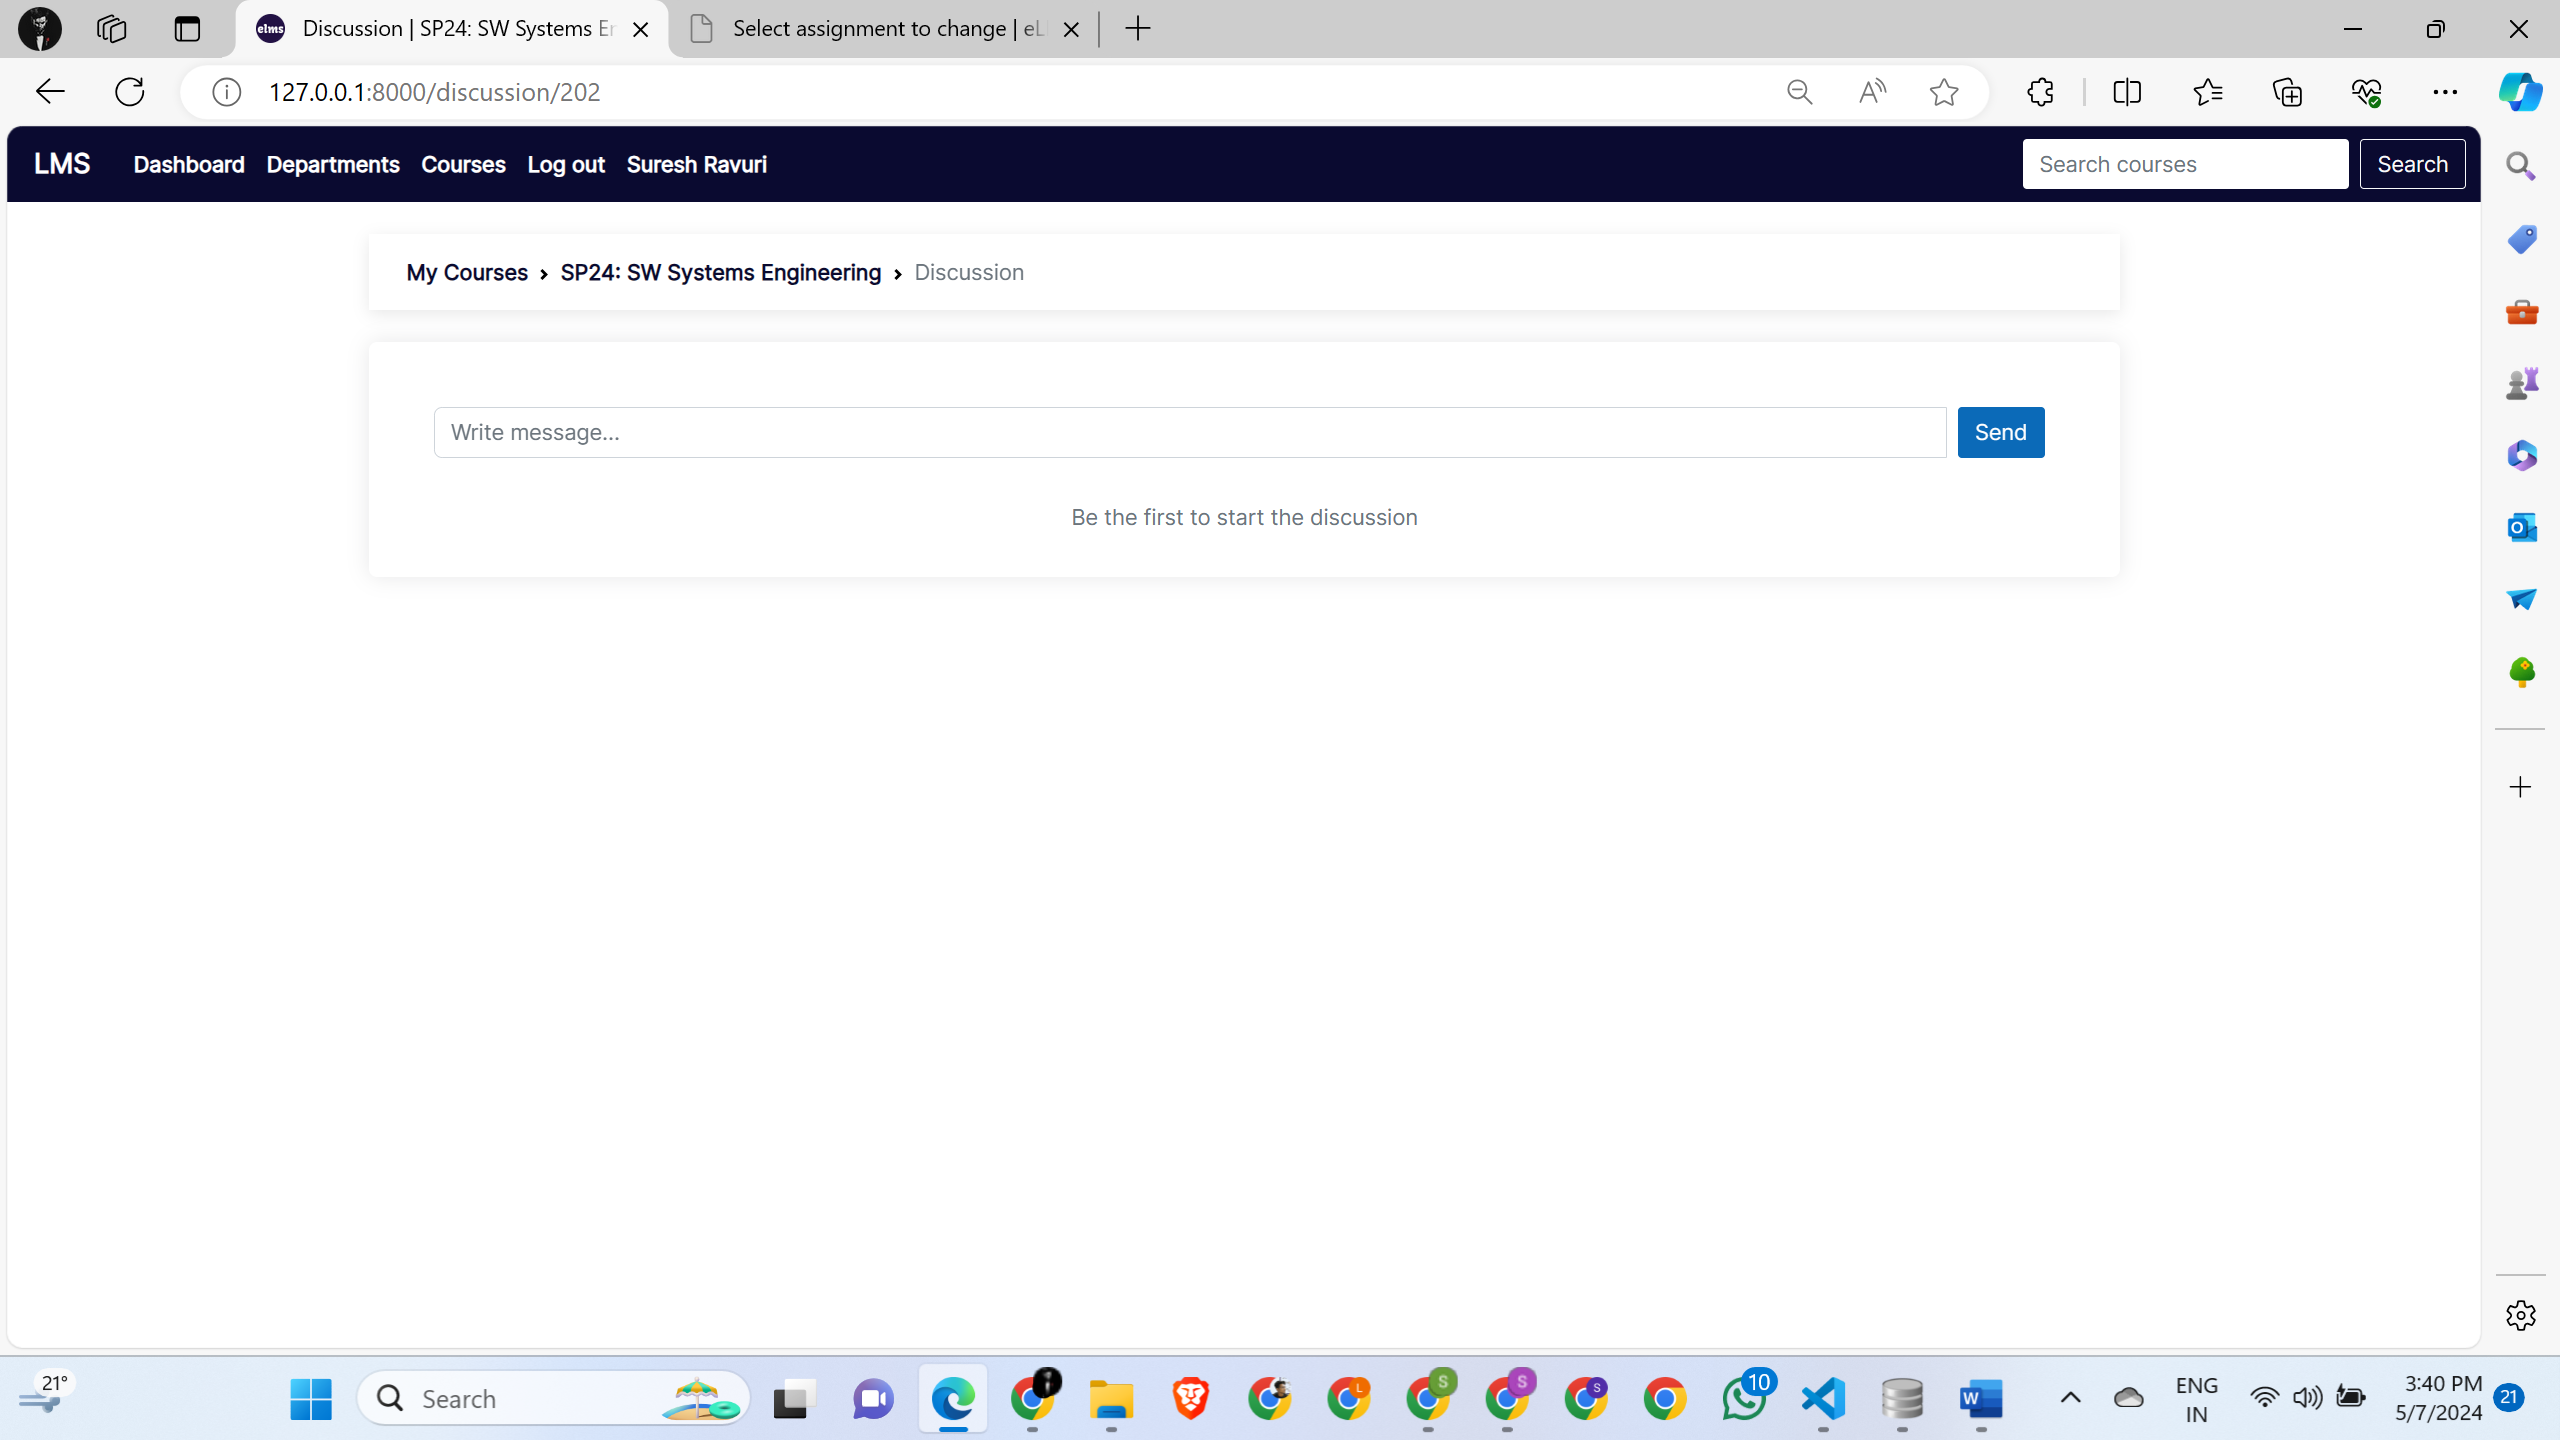 elms Discussion | SP24: SW Systems En Select assignment to change | eL
127.0.0.1:8000/discussion/202
LMS Dashboard Departments Courses Log out Suresh Ravuri Search courses Search
My Courses › SP24: SW Systems Engineering › Discussion
Write message... Send
Be the first to start the discussion
21° Search L S S S 10 ENG IN 3:40 PM 5/7/2024 21